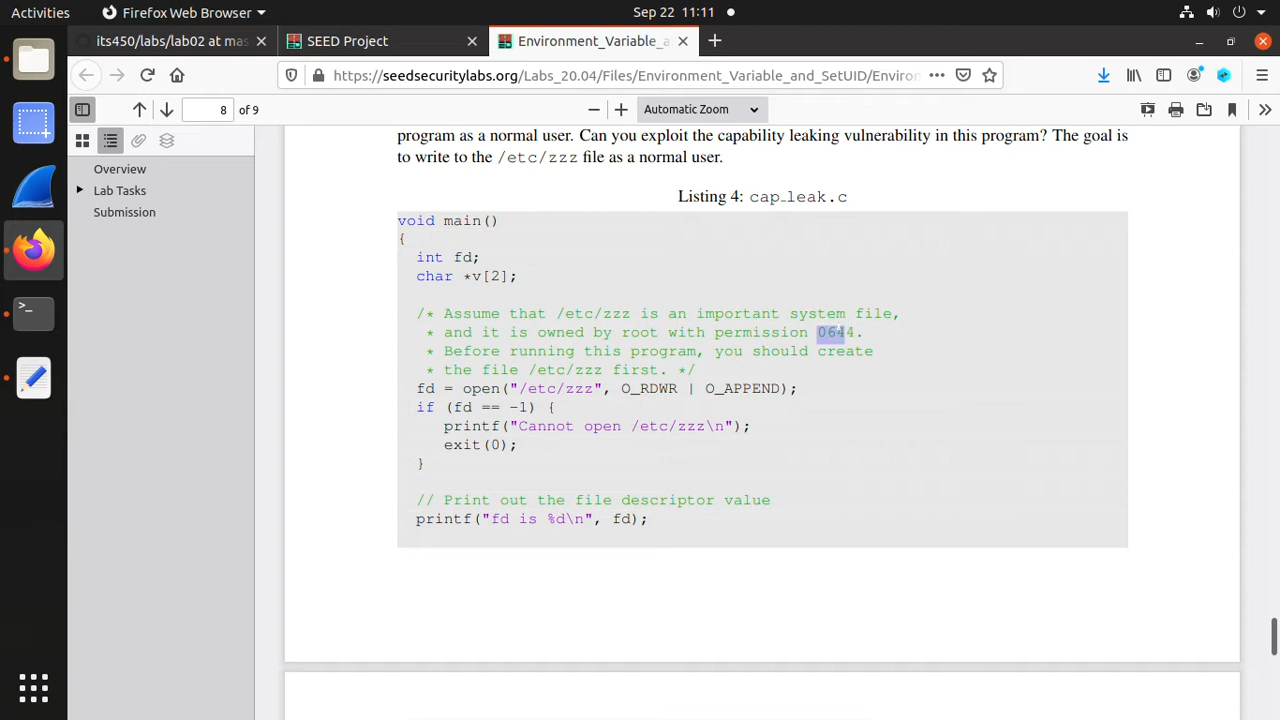 Activities
Firefox Web Browser
Sep 22 11:11
its450/labs/lab02 at mas
SEED Project
Environment_Variable_a
https://seedsecuritylabs.org/Labs_20.04/Files/Environment_Variable_and_SetUID/Environ
8 of 9
Automatic Zoom
Overview
Lab Tasks
Submission
program as a normal user. Can you exploit the capability leaking vulnerability in this program? The goal is
to write to the /etc/zzz file as a normal user.
Listing 4: cap_leak.c
void main()
{
int fd;
char *v[2];
/* Assume that /etc/zzz is an important system file,
* and it is owned by root with permission 0644.
* Before running this program, you should create
* the file /etc/zzz first. */
fd = open("/etc/zzz", O_RDWR | O_APPEND);
if (fd == -1) {
printf("Cannot open /etc/zzz\n");
exit(0);
}
// Print out the file descriptor value
printf("fd is %d\n", fd);